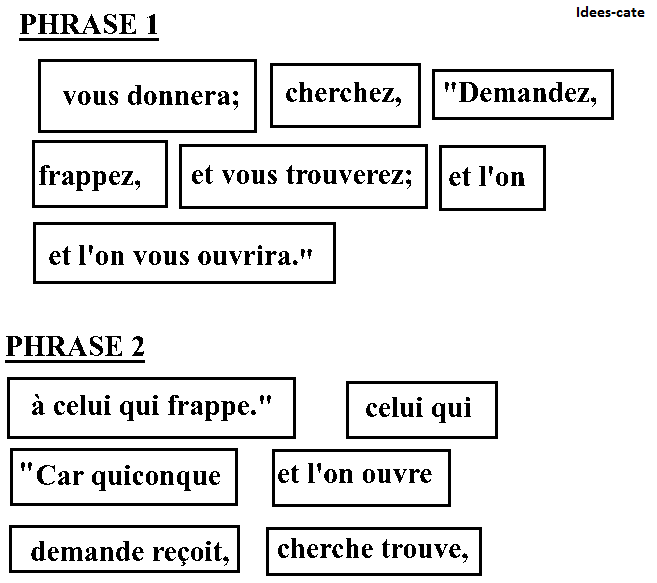 Idees-cate
PHRASE 1
vous donnera; cherchez, "Demandez,
frappez, et vous trouverez; et l'on
et l'on vous ouvrira."
PHRASE 2
à celui qui frappe." celui qui
"Car quiconque et l'on ouvre
demande reçoit, cherche trouve,